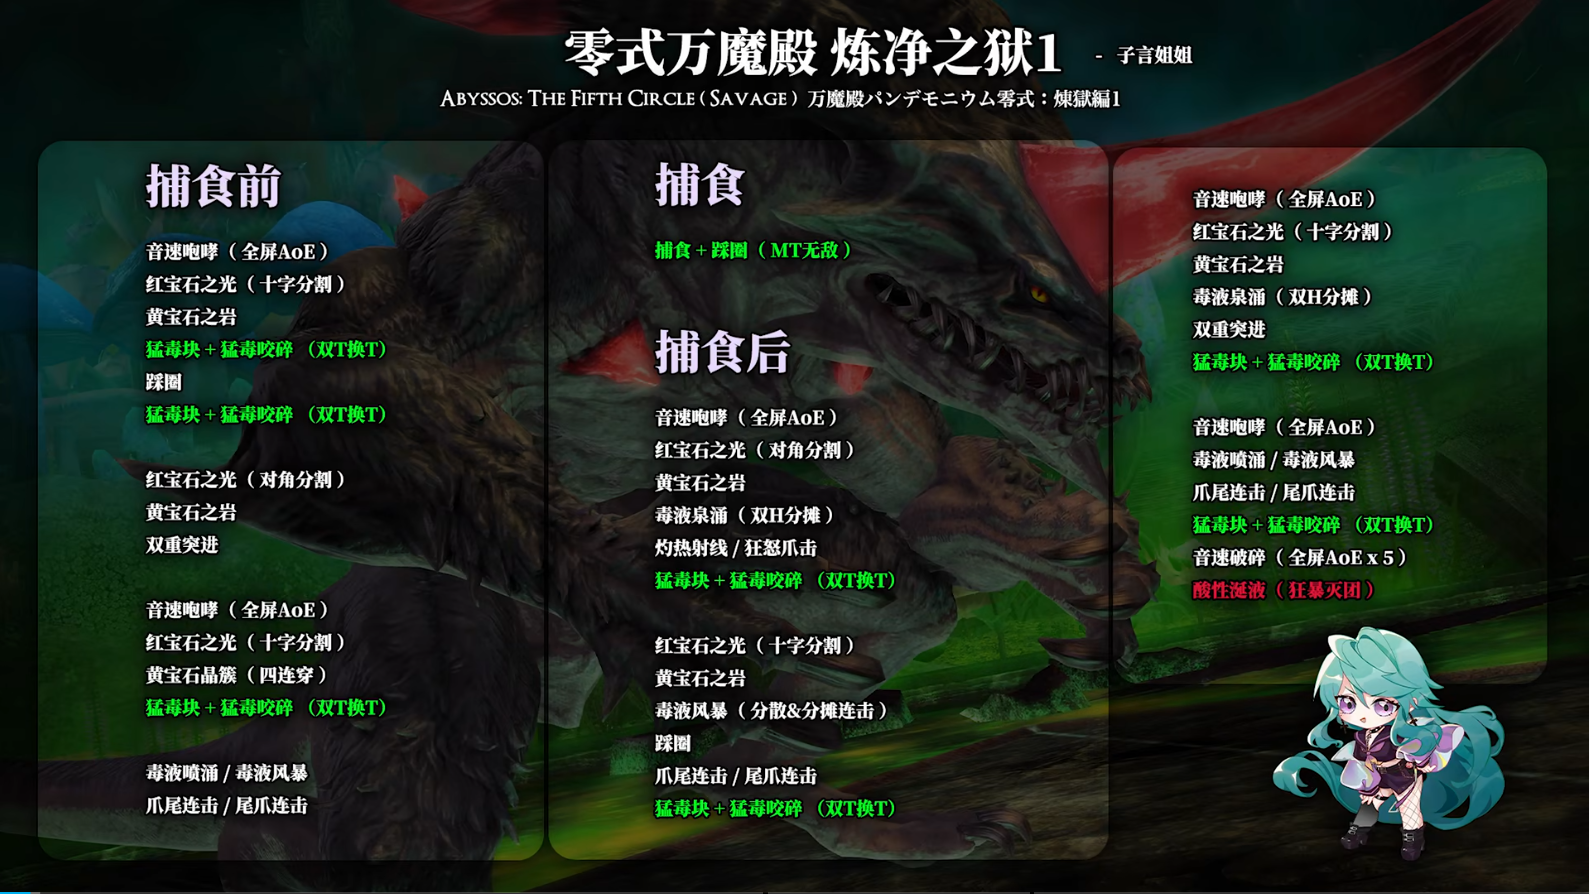 零式万魔殿 炼净之狱1 - 子言姐姐
Abyssos: The Fifth Circle ( Savage ) 万魔殿パンデモニウム零式：煉獄編1
捕食前
音速咆哮（ 全屏AoE ）
红宝石之光（ 十字分割 ）
黄宝石之岩
猛毒块 + 猛毒咬碎 （双T换T）
踩圈
猛毒块 + 猛毒咬碎 （双T换T）
红宝石之光（ 对角分割 ）
黄宝石之岩
双重突进
音速咆哮（ 全屏AoE ）
红宝石之光（ 十字分割 ）
黄宝石晶簇（ 四连穿 ）
猛毒块 + 猛毒咬碎 （双T换T）
毒液喷涌 / 毒液风暴
爪尾连击 / 尾爪连击
捕食
捕食 + 踩圈（ MT无敌 ）
捕食后
音速咆哮（ 全屏AoE ）
红宝石之光（ 对角分割 ）
黄宝石之岩
毒液泉涌（ 双H分摊 ）
灼热射线 / 狂怒爪击
猛毒块 + 猛毒咬碎 （双T换T）
红宝石之光（ 十字分割 ）
黄宝石之岩
毒液风暴（ 分散&分摊连击 ）
踩圈
爪尾连击 / 尾爪连击
猛毒块 + 猛毒咬碎 （双T换T）
音速咆哮（ 全屏AoE ）
红宝石之光（ 十字分割 ）
黄宝石之岩
毒液泉涌（ 双H分摊 ）
双重突进
猛毒块 + 猛毒咬碎 （双T换T）
音速咆哮（ 全屏AoE ）
毒液喷涌 / 毒液风暴
爪尾连击 / 尾爪连击
猛毒块 + 猛毒咬碎 （双T换T）
音速破碎（ 全屏AoE x 5 ）
酸性涎液（ 狂暴灭团 ）